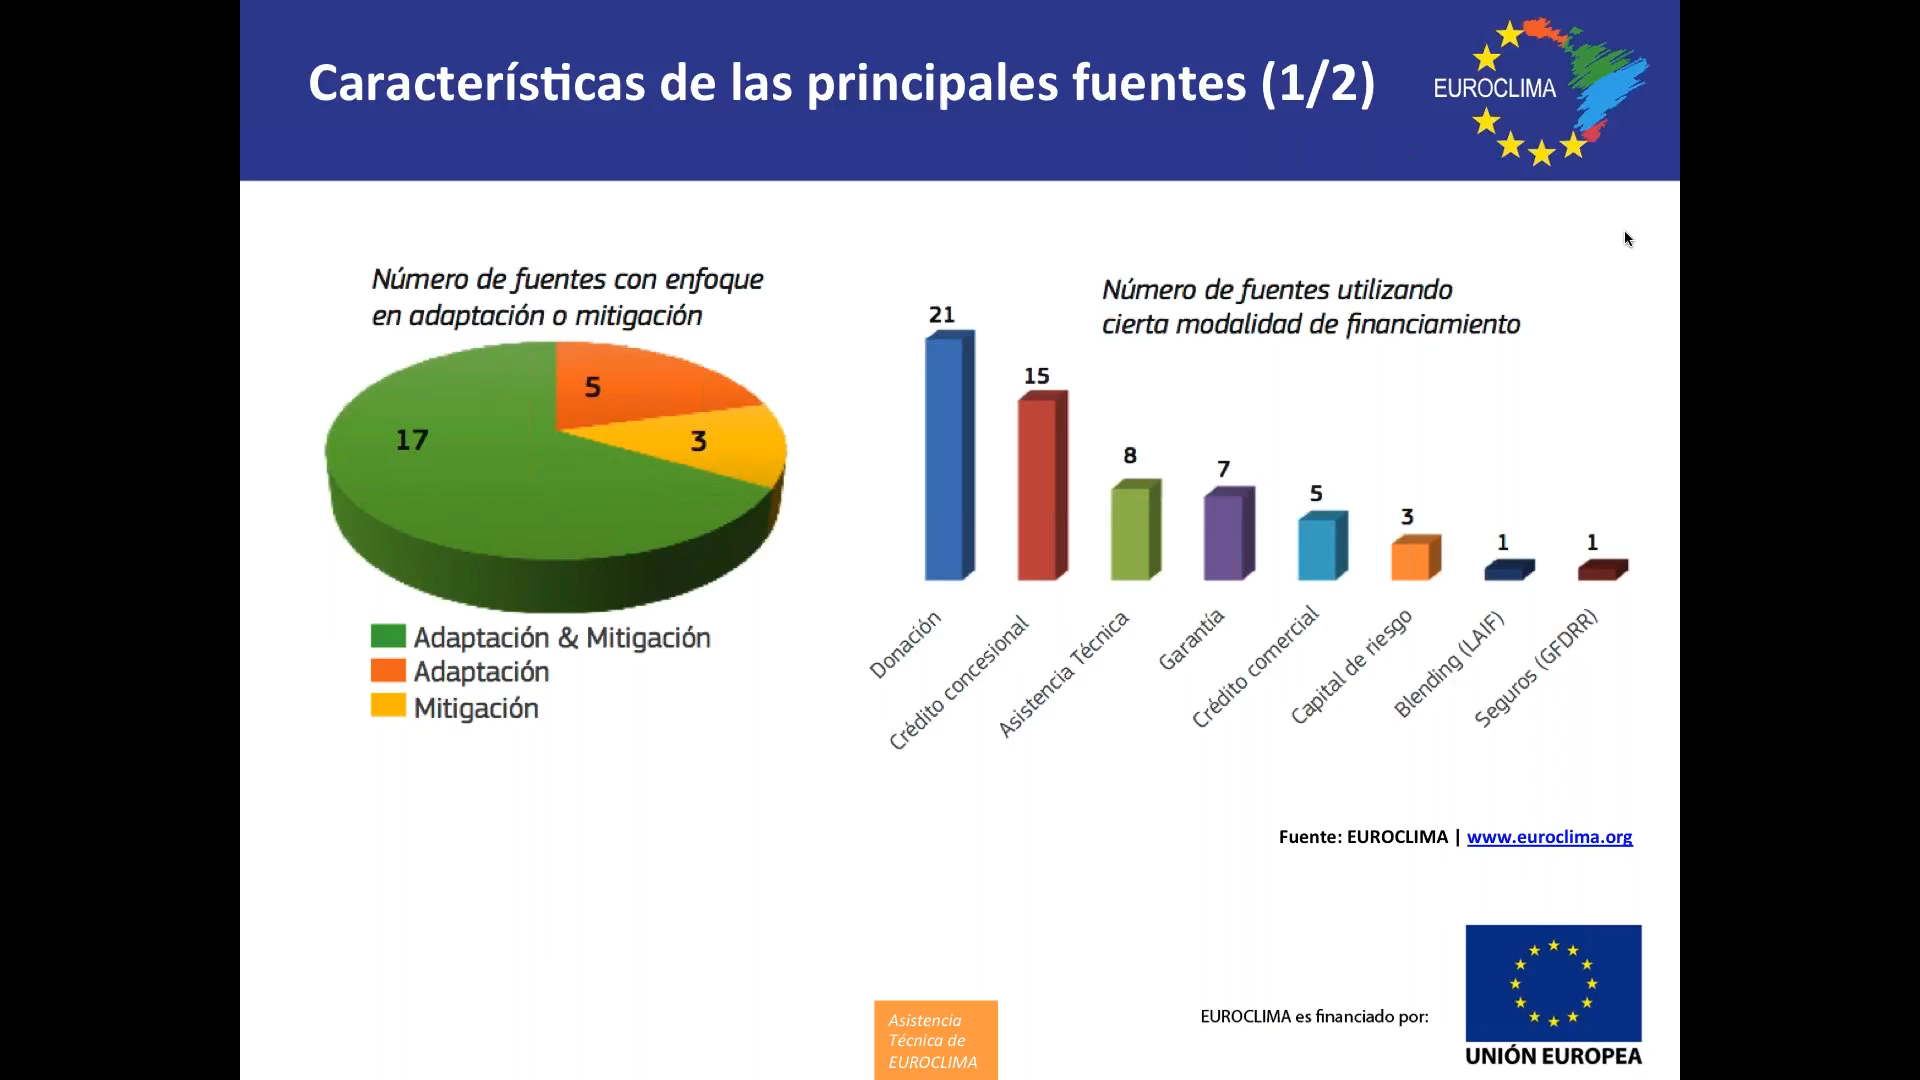 Características de las principales fuentes (1/2)
EUROCLIMA
Número de fuentes con enfoque
en adaptación o mitigación
5
17
3
Adaptación & Mitigación
Adaptación
Mitigación
Número de fuentes utilizando
cierta modalidad de financiamiento
21
15
8
7
5
3
1
1
Donación
Crédito concesional
Asistencia Técnica
Garantía
Crédito comercial
Capital de riesgo
Blending (LAIF)
Seguros (GFDRR)
Fuente: EUROCLIMA | www.euroclima.org
Asistencia
Técnica de
EUROCLIMA
EUROCLIMA es financiado por:
UNIÓN EUROPEA